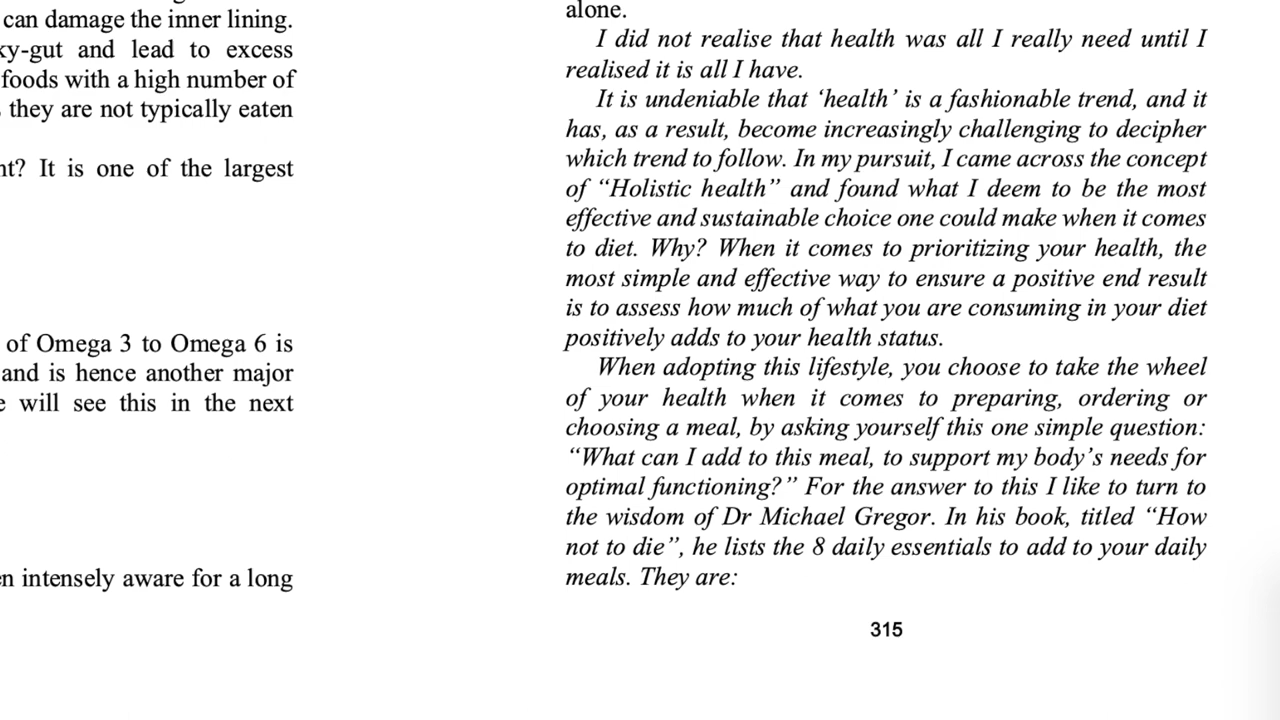 can damage the inner lining.
ky-gut and lead to excess
foods with a high number of
they are not typically eaten
nt? It is one of the largest
of Omega 3 to Omega 6 is
and is hence another major
e will see this in the next
en intensely aware for a long
alone.
I did not realise that health was all I really need until I
realised it is all I have.
It is undeniable that ‘health’ is a fashionable trend, and it
has, as a result, become increasingly challenging to decipher
which trend to follow. In my pursuit, I came across the concept
of “Holistic health” and found what I deem to be the most
effective and sustainable choice one could make when it comes
to diet. Why? When it comes to prioritizing your health, the
most simple and effective way to ensure a positive end result
is to assess how much of what you are consuming in your diet
positively adds to your health status.
When adopting this lifestyle, you choose to take the wheel
of your health when it comes to preparing, ordering or
choosing a meal, by asking yourself this one simple question:
“What can I add to this meal, to support my body’s needs for
optimal functioning?” For the answer to this I like to turn to
the wisdom of Dr Michael Gregor. In his book, titled “How
not to die”, he lists the 8 daily essentials to add to your daily
meals. They are:
315